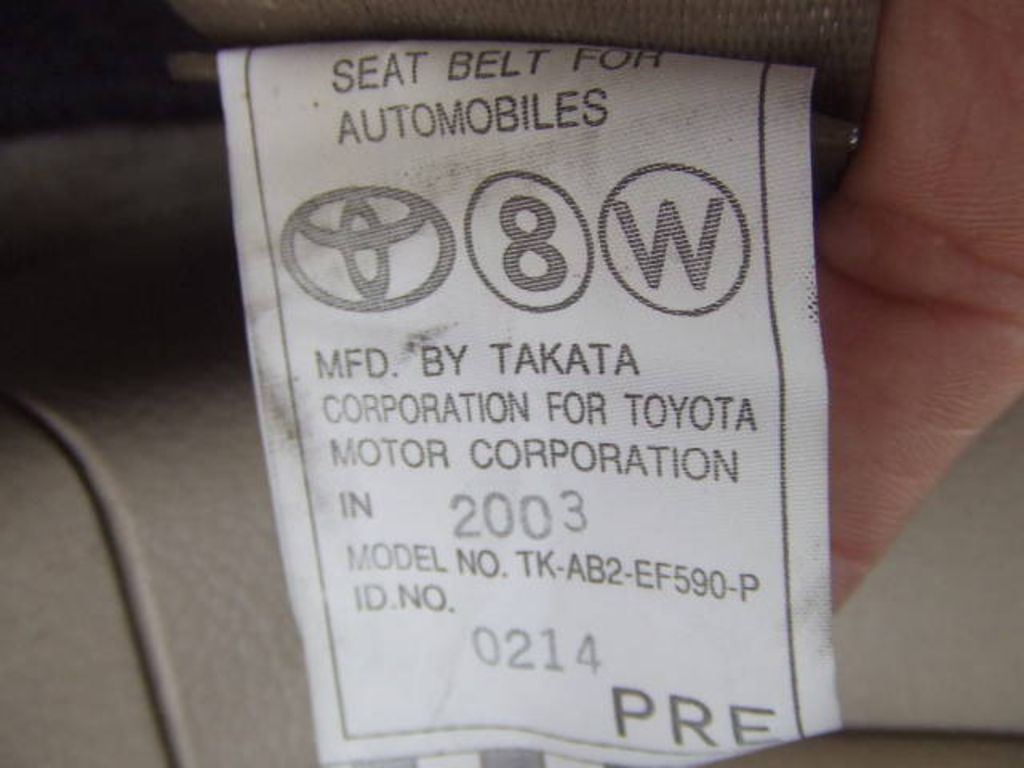 SEAT BELT FOR
AUTOMOBILES
8 W
MFD. BY TAKATA
CORPORATION FOR TOYOTA
MOTOR CORPORATION
IN 2003
MODEL NO. TK-AB2-EF590-P
ID.NO.
0214
PRE